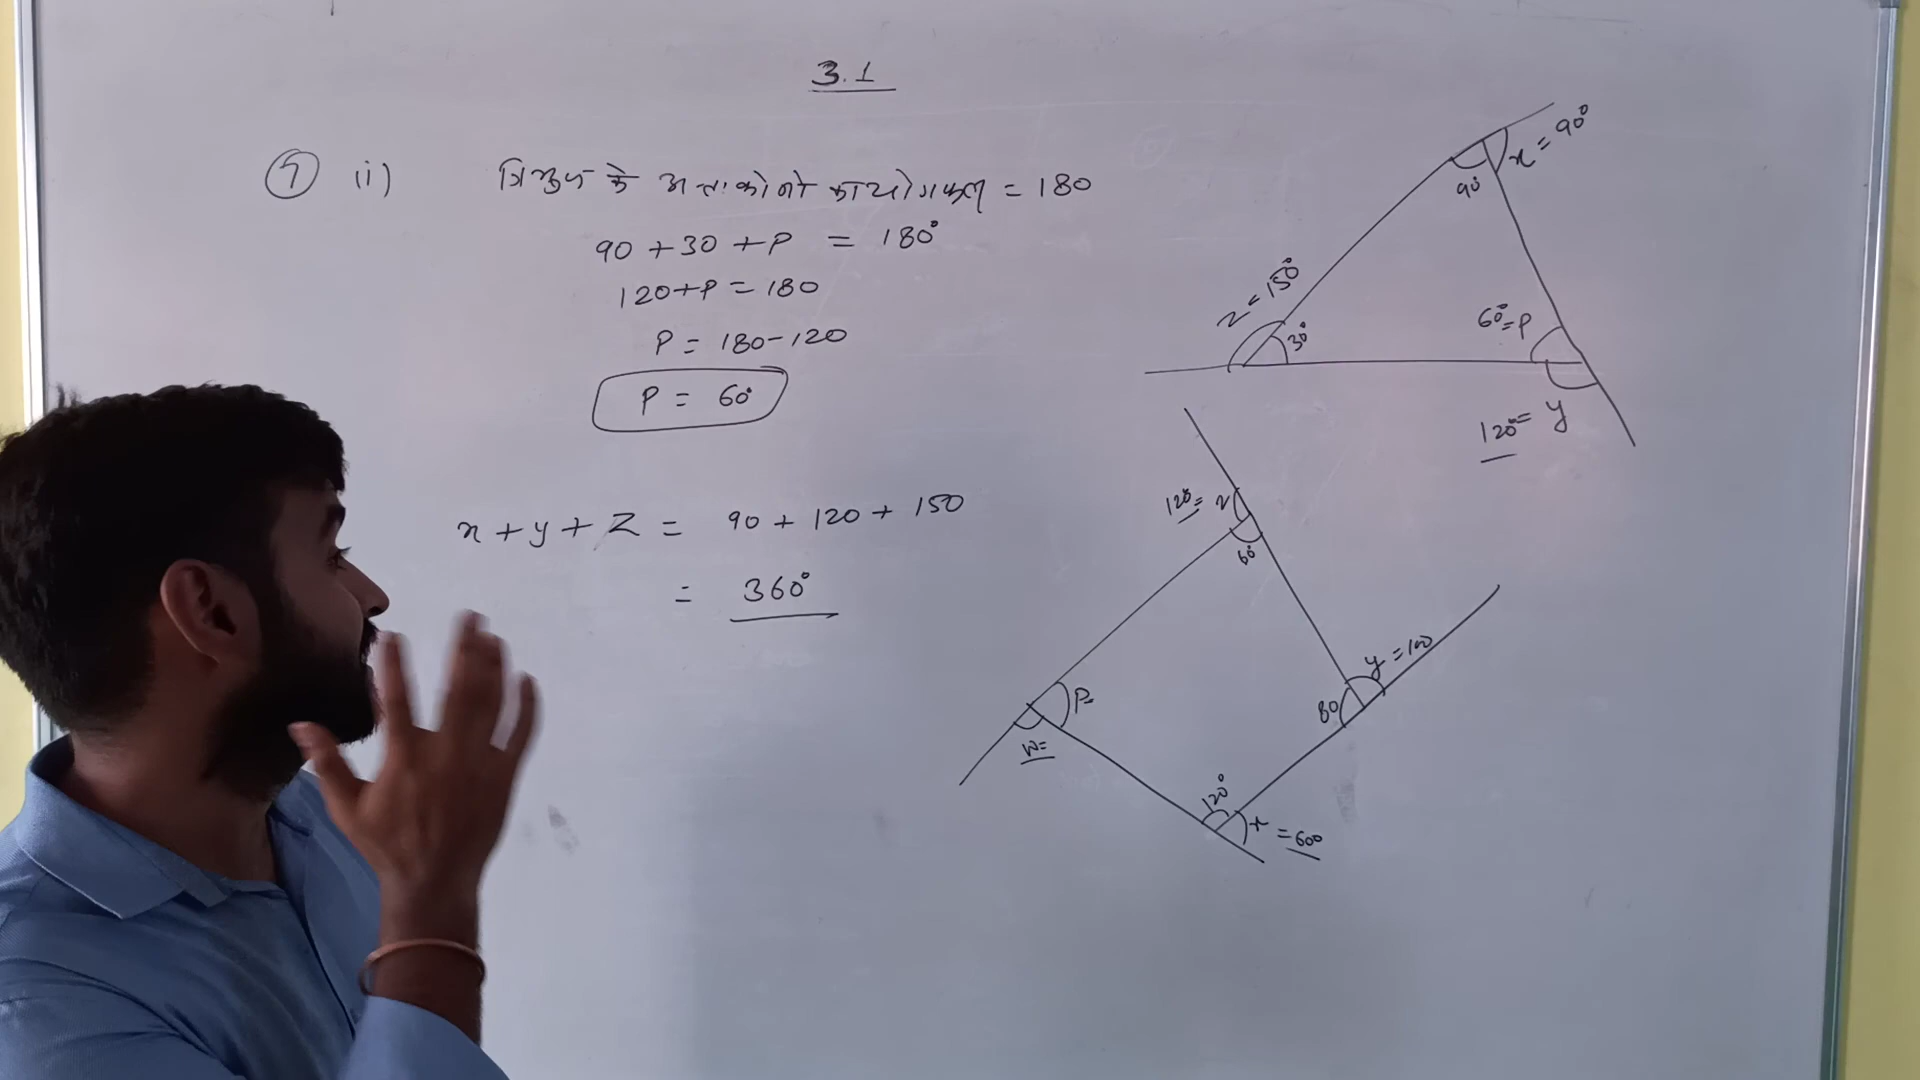 3.1
7 (i) त्रिभुज के अन्तः कोनो का योगफल = 180
90 + 30 + P = 180°
120 + P = 180
P = 180 - 120
P = 60°
x + y + Z = 90 + 120 + 150
= 360°
x = 90°
90°
z = 150°
30°
60° = P
120° = y
120° = z
60°
y = 100
80
P=
w=
120°
x = 600